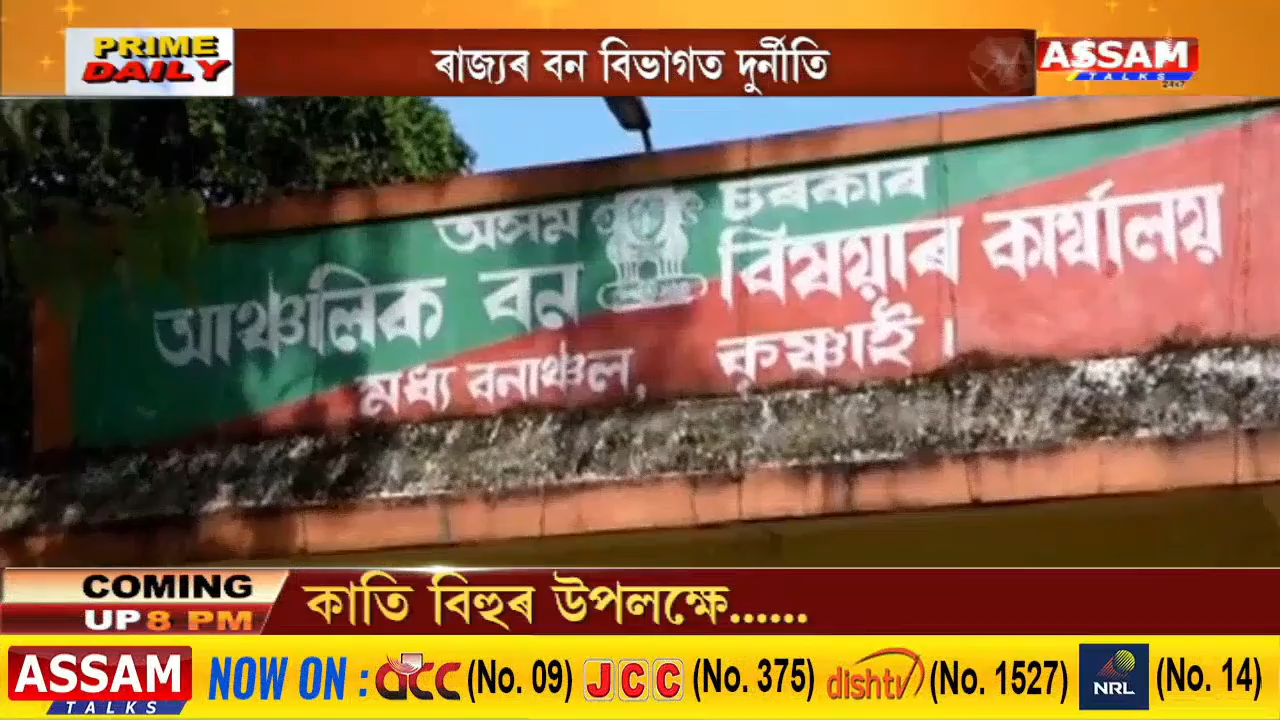 PRIME
DAILY
ৰাজ্যৰ বন বিভাগত দুৰ্নীতি
ASSAM
TALKS
24x7
অসম চৰকাৰ
আঞ্চলিক বন বিষয়াৰ কাৰ্য্যালয়
মধ্য বনাঞ্চল, কৃষ্ণাই।
COMING
UP 8 PM
কাতি বিহুৰ উপলক্ষে......
ASSAM
TALKS
NOW ON : acc (No. 09) JCC (No. 375) dishtv (No. 1527) NRL (No. 14)